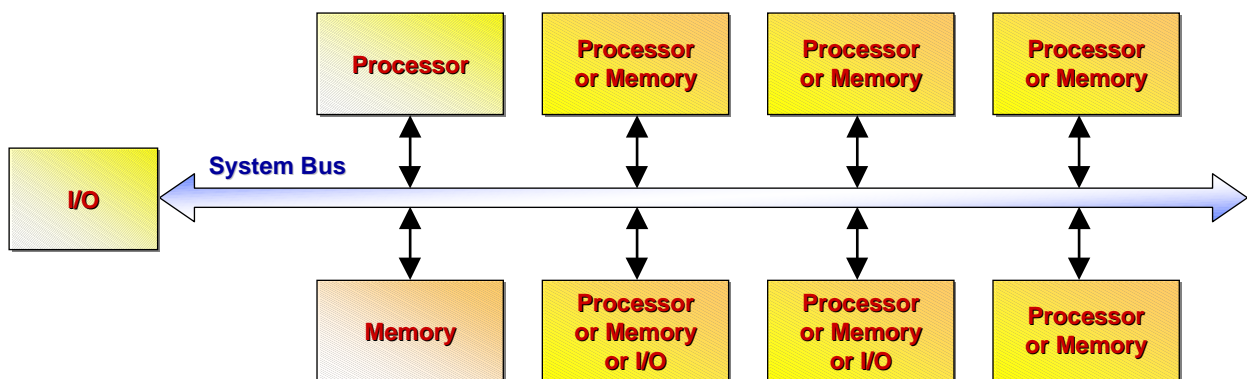 Processor
Processor
or Memory
Processor
or Memory
Processor
or Memory
System Bus
I/O
Memory
Processor
or Memory
or I/O
Processor
or Memory
or I/O
Processor
or Memory